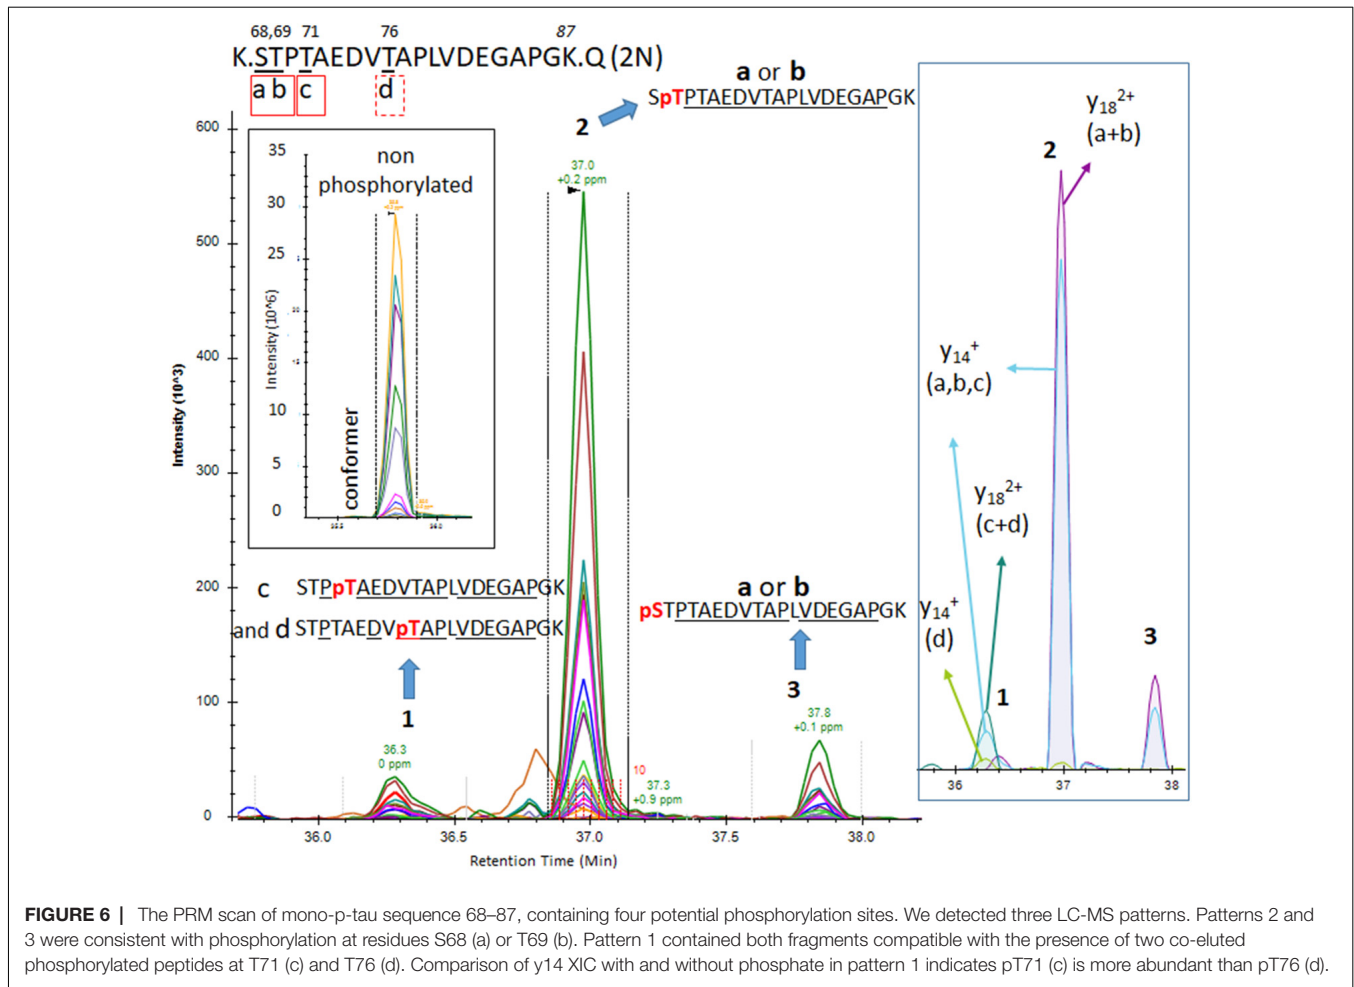 68,69 71 76 87
K.STPTAEDVTAPLVDEGAPGK.Q (2N)
a b c d
a or b
SpTPTAEDVTAPLVDEGAPGK
2
37.0
+0.2 ppm
600
500
400
300
200
100
0
Intensity (10^3)
35
30
25
20
15
10
5
0
Intensity (10^6)
non
phosphorylated
conformer
35.5 36.0
c STPpTAEDVTAPLVDEGAPGK
and d STPTAEDVpTAPLVDEGAPGK
1
36.3
0 ppm
a or b
pSTPTAEDVTAPLVDEGAPGK
3
37.8
+0.1 ppm
10
37.3
+0.9 ppm
36.0 36.5 37.0 37.5 38.0
Retention Time (Min)
y18 2+
(a+b)
2
y14+
(a,b,c)
y18 2+
(c+d)
y14+
(d)
1
3
36 37 38
FIGURE 6 | The PRM scan of mono-p-tau sequence 68–87, containing four potential phosphorylation sites. We detected three LC-MS patterns. Patterns 2 and
3 were consistent with phosphorylation at residues S68 (a) or T69 (b). Pattern 1 contained both fragments compatible with the presence of two co-eluted
phosphorylated peptides at T71 (c) and T76 (d). Comparison of y14 XIC with and without phosphate in pattern 1 indicates pT71 (c) is more abundant than pT76 (d).